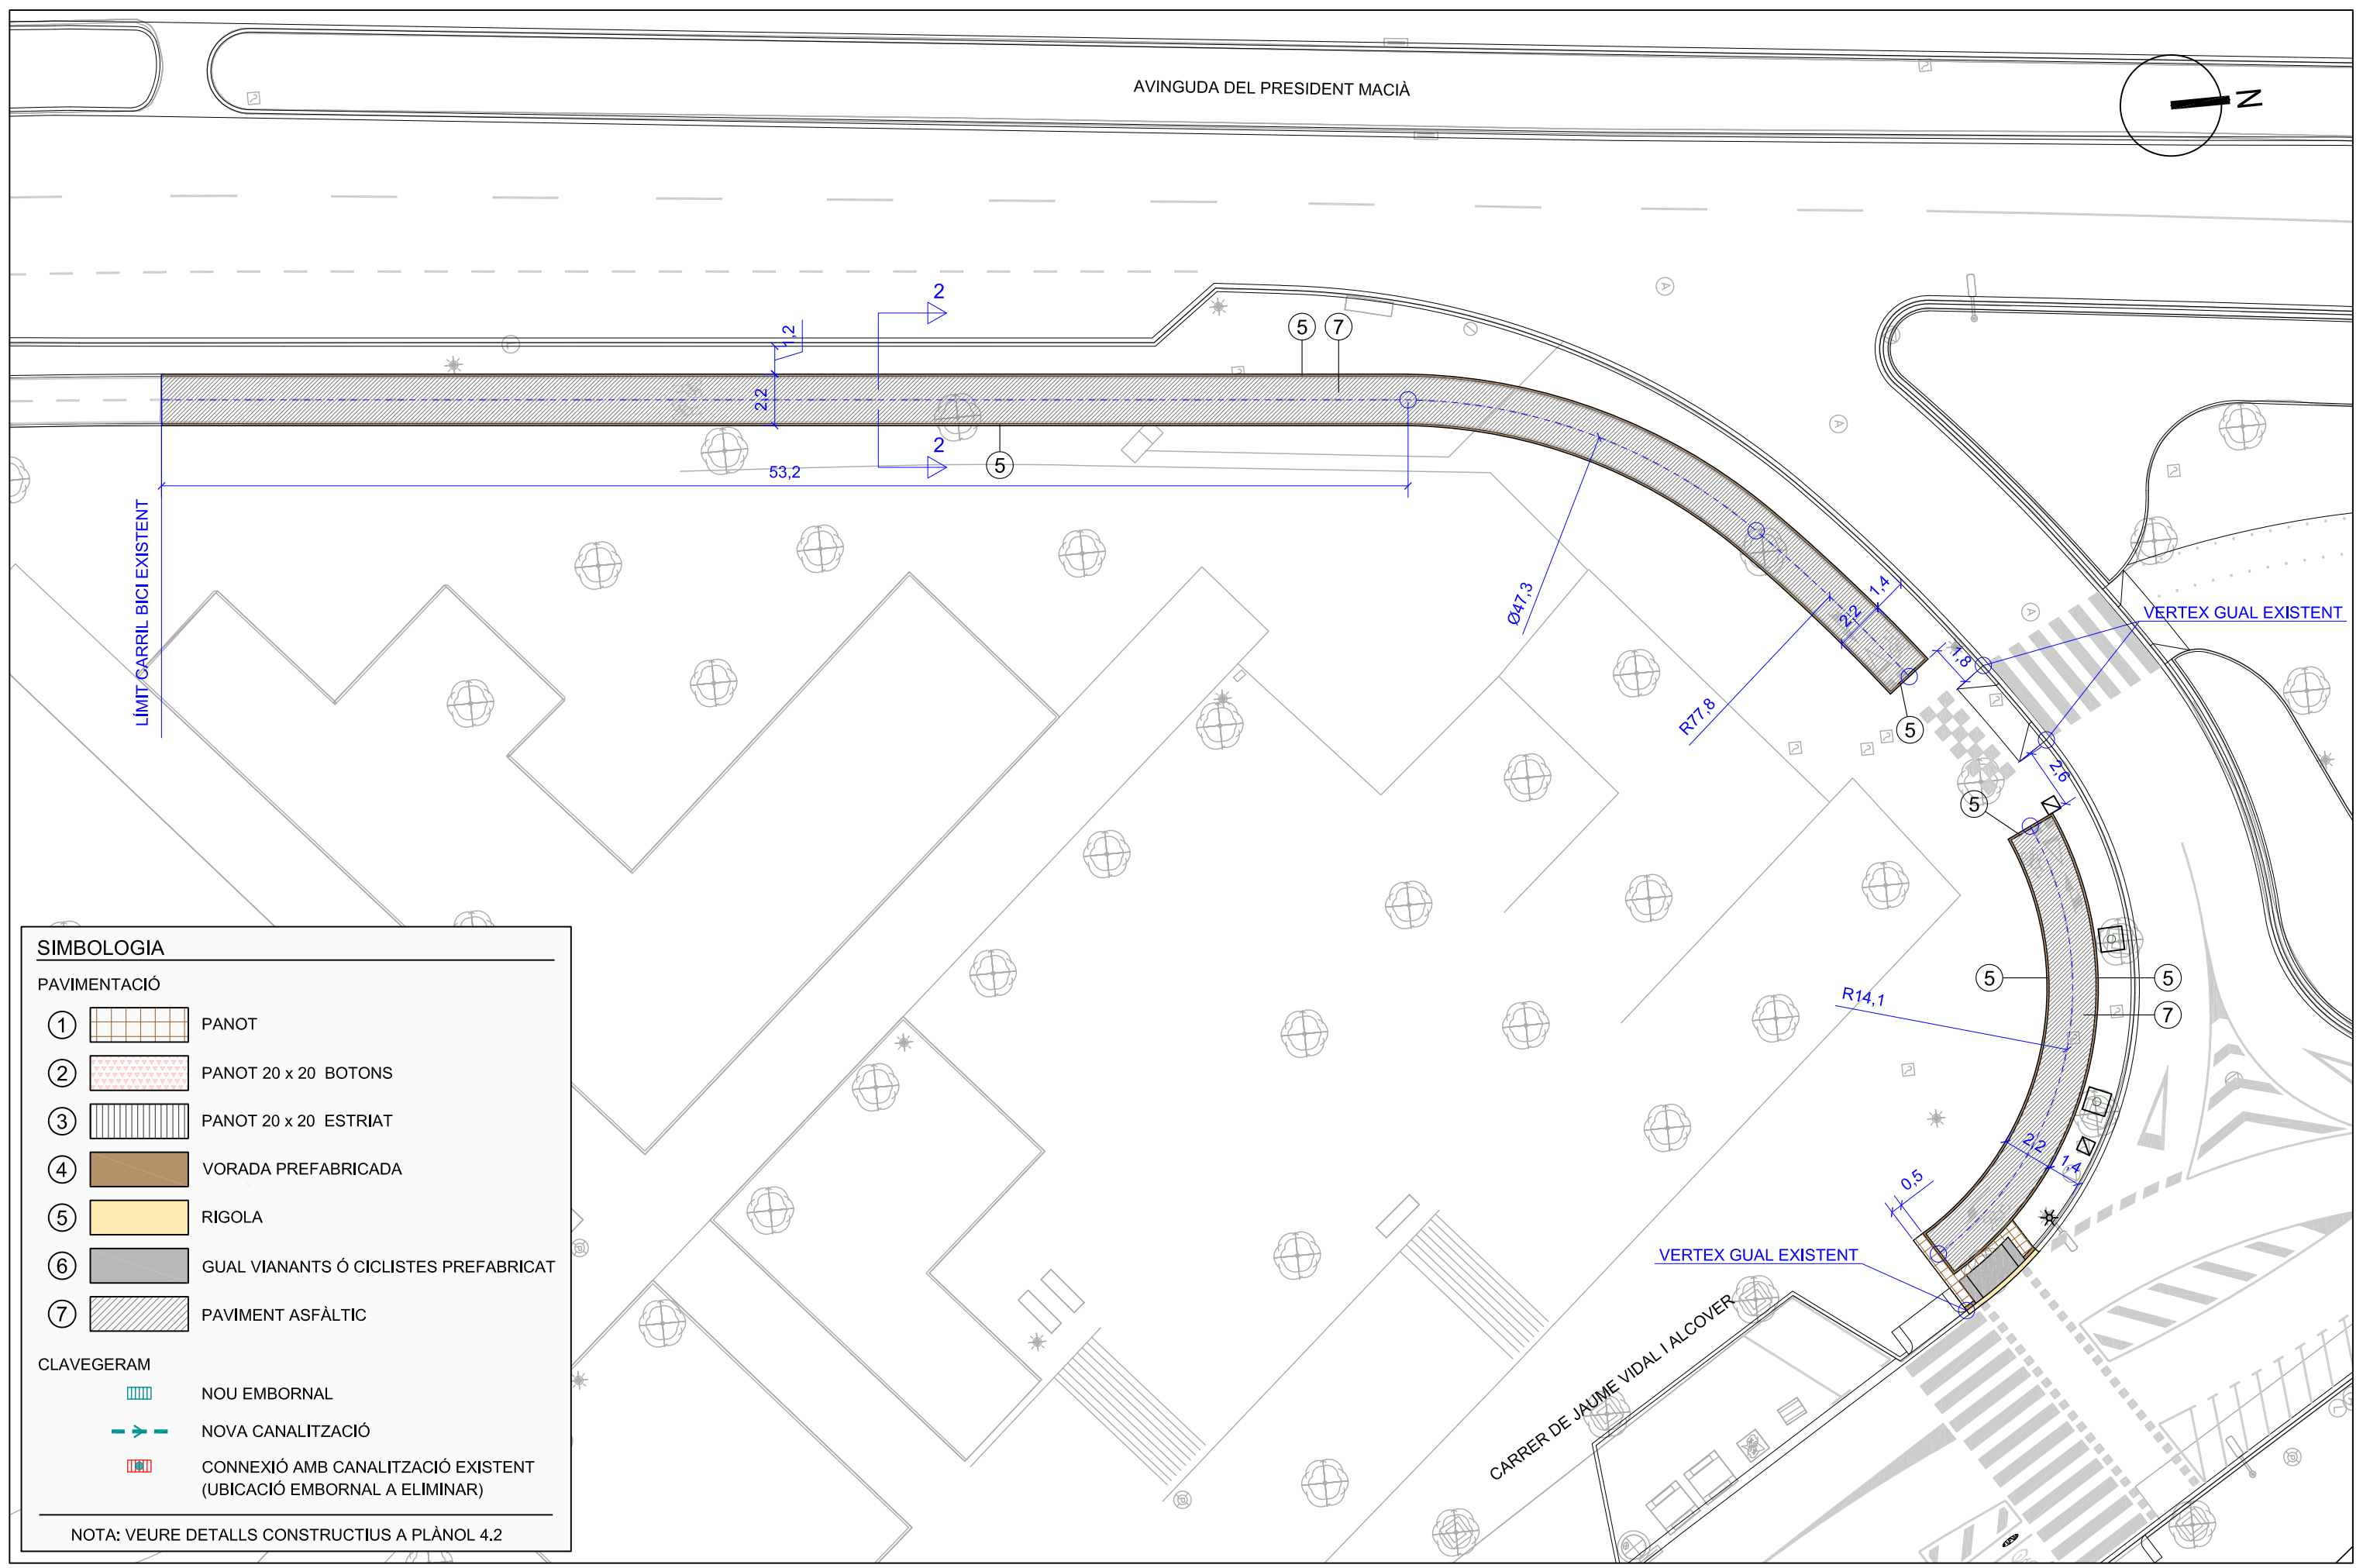 AVINGUDA DEL PRESIDENT MACIÀ
N
2
1,2
5
7
2,2
2
5
53,2
LÍMIT CARRIL BICI EXISTENT
Ø47,3
1,4
2,2
VERTEX GUAL EXISTENT
1,8
R77,8
5
2,6
5
5
5
R14,1
7
2,2
1,4
0,5
VERTEX GUAL EXISTENT
CARRER DE JAUME VIDAL I ALCOVER
SIMBOLOGIA
PAVIMENTACIÓ
1 PANOT
2 PANOT 20 x 20 BOTONS
3 PANOT 20 x 20 ESTRIAT
4 VORADA PREFABRICADA
5 RIGOLA
6 GUAL VIANANTS Ó CICLISTES PREFABRICAT
7 PAVIMENT ASFÀLTIC
CLAVEGERAM
NOU EMBORNAL
NOVA CANALITZACIÓ
CONNEXIÓ AMB CANALITZACIÓ EXISTENT
(UBICACIÓ EMBORNAL A ELIMINAR)
NOTA: VEURE DETALLS CONSTRUCTIUS A PLÀNOL 4.2